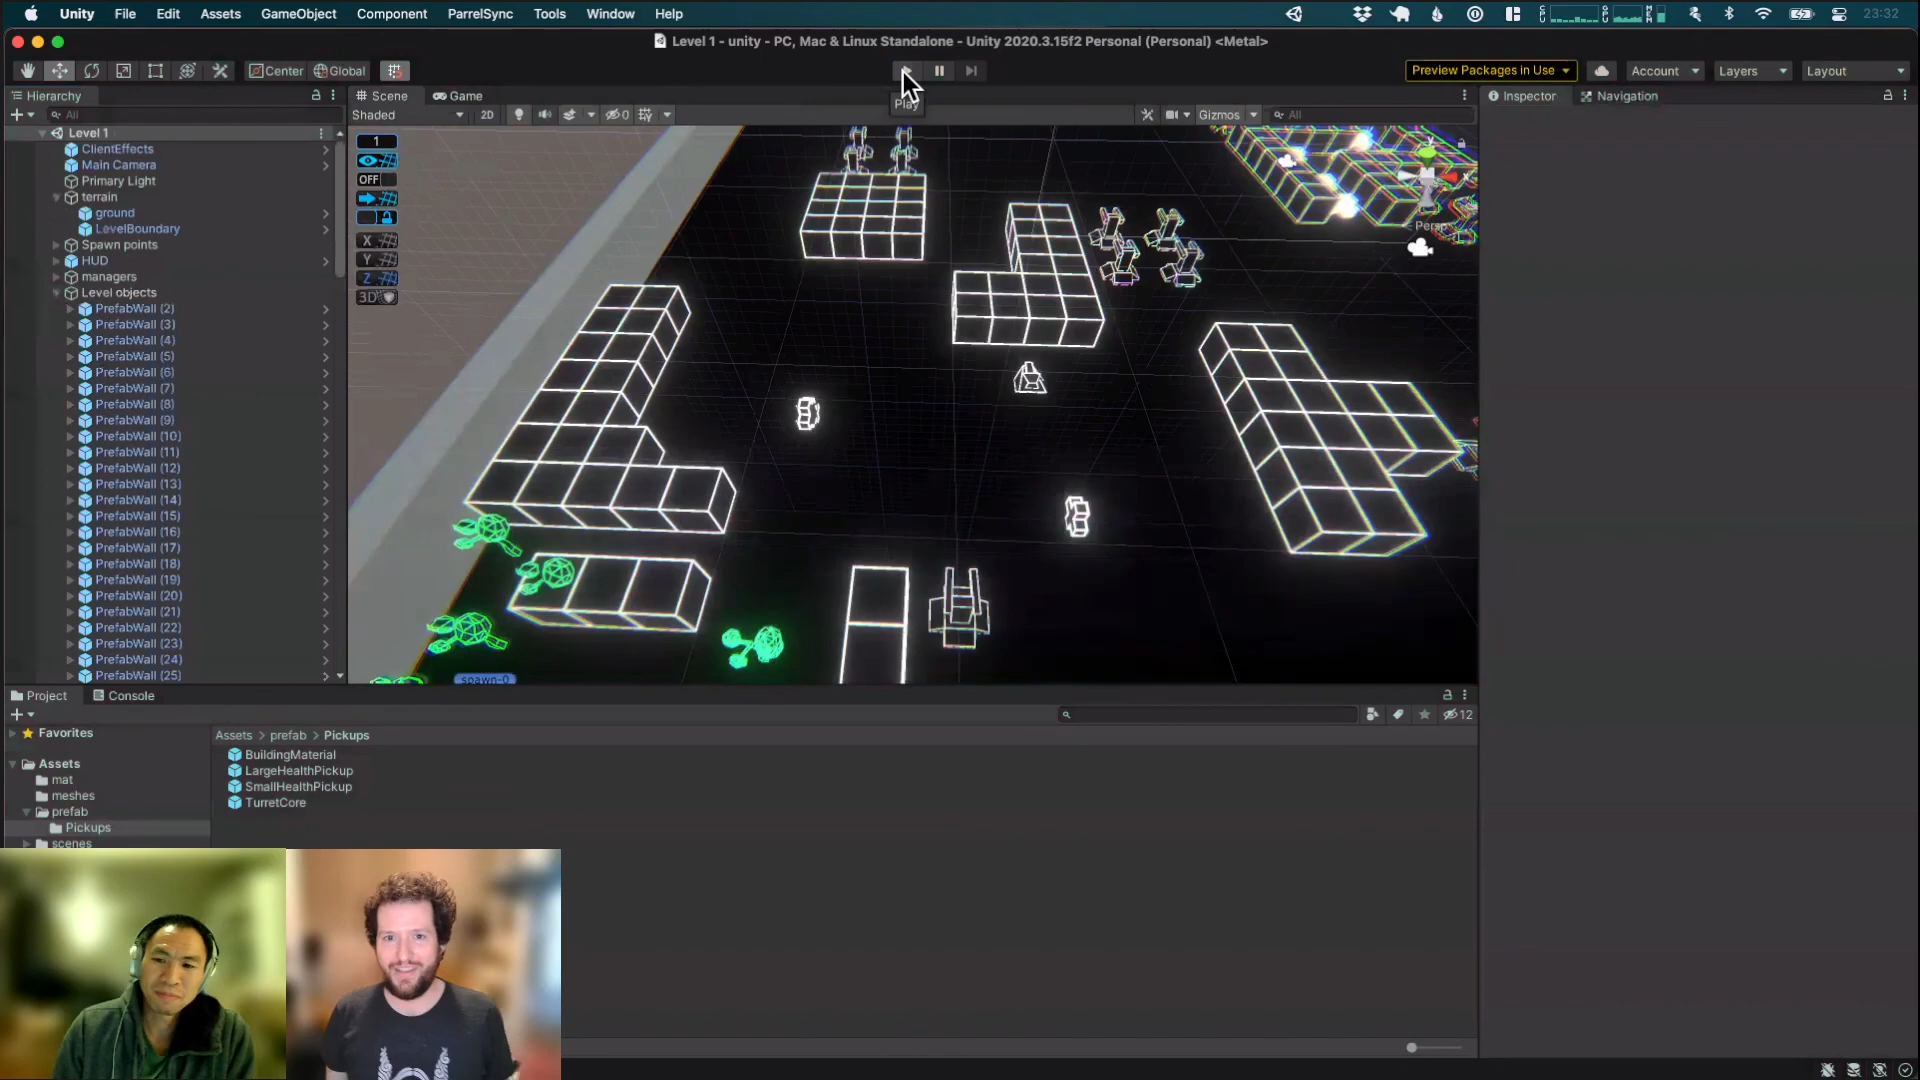 Unity File Edit Assets GameObject Component ParrelSync Tools Window Help 23:32
Level 1 - unity - PC, Mac & Linux Standalone - Unity 2020.3.15f2 Personal (Personal) <Metal>
Center Global Preview Packages in Use Account Layers Layout
Hierarchy Scene Game Play Inspector Navigation
All Shaded 2D 0 Gizmos All
Level 1
ClientEffects
Main Camera
Primary Light
terrain
ground
LevelBoundary
Spawn points
HUD
managers
Level objects
PrefabWall (2)
PrefabWall (3)
PrefabWall (4)
PrefabWall (5)
PrefabWall (6)
PrefabWall (7)
PrefabWall (8)
PrefabWall (9)
PrefabWall (10)
PrefabWall (11)
PrefabWall (12)
PrefabWall (13)
PrefabWall (14)
PrefabWall (15)
PrefabWall (16)
PrefabWall (17)
PrefabWall (18)
PrefabWall (19)
PrefabWall (20)
PrefabWall (21)
PrefabWall (22)
PrefabWall (23)
PrefabWall (24)
PrefabWall (25)
1
OFF
X
Y
Z
3D
y
x
Persp
spawn-0
Project Console
12
Favorites
Assets
mat
meshes
prefab
Pickups
scenes
Assets > prefab > Pickups
BuildingMaterial
LargeHealthPickup
SmallHealthPickup
TurretCore